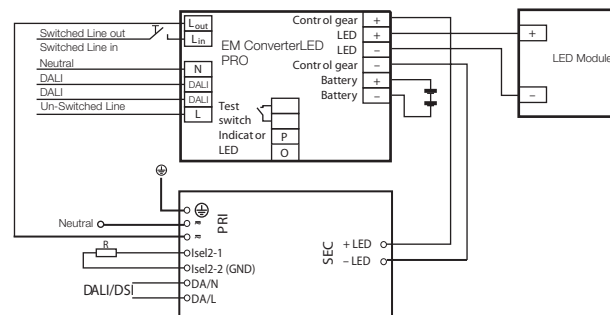 Switched Line out
Switched Line in
Neutral
DALI
DALI
Un-Switched Line
Lout
Lin
N
DALI
DALI
L
EM ConverterLED
PRO
Test
switch
Indicator
LED
P
O
Control gear +
LED +
LED –
Control gear –
Battery +
Battery –
+
–
LED Module
Neutral
PRI
≈
≈
R
Isel2-1
Isel2-2 (GND)
DALI/DSI
DA/N
DA/L
SEC
+ LED
– LED